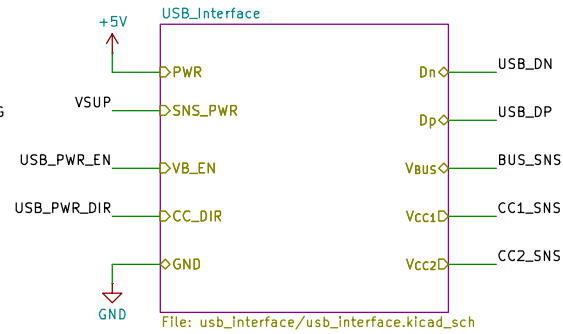 USB_Interface
+5V
PWR
Dn
USB_DN
VSUP
SNS_PWR
G
Dp
USB_DP
USB_PWR_EN
VB_EN
VBUS
BUS_SNS
USB_PWR_DIR
CC_DIR
VCC1
CC1_SNS
GND
VCC2
CC2_SNS
GND
File: usb_interface/usb_interface.kicad_sch